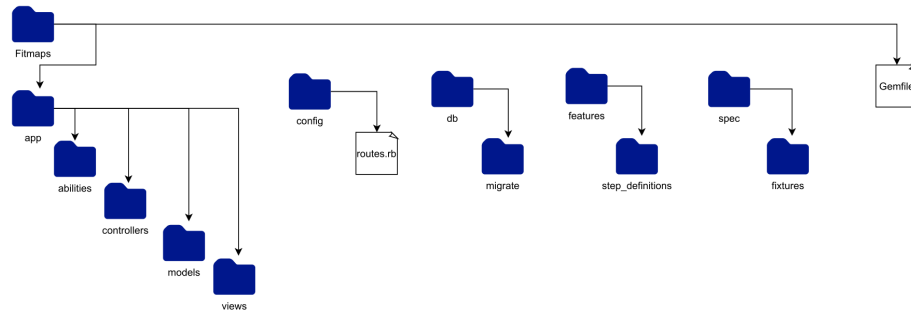 Fitmaps
Gemfile
app
config
routes.rb
db
features
spec
abilities
migrate
step_definitions
fixtures
controllers
models
views